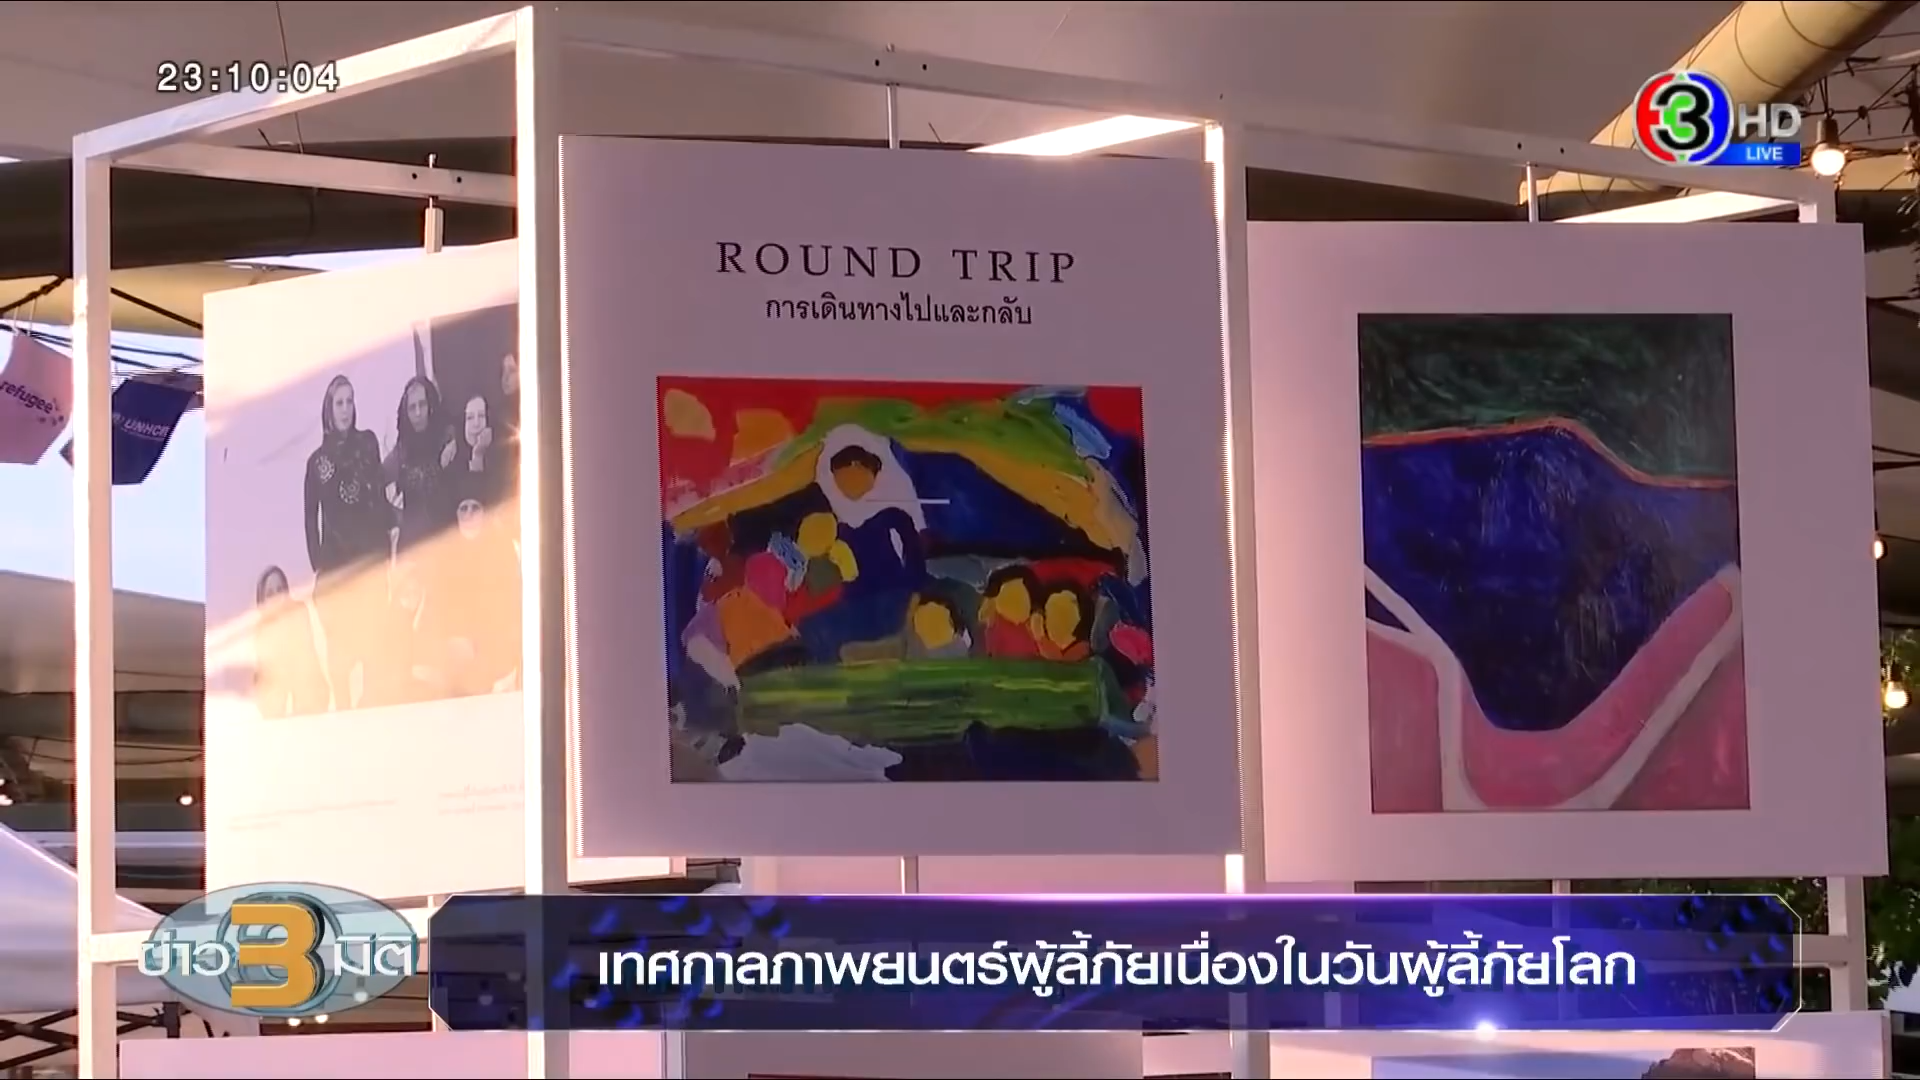 23:10:04
3 HD
LIVE
ROUND TRIP
การเดินทางไปและกลับ
refugee
UNHCR
ข่าว 3 มิติ
เทศกาลภาพยนตร์ผู้ลี้ภัยเนื่องในวันผู้ลี้ภัยโลก